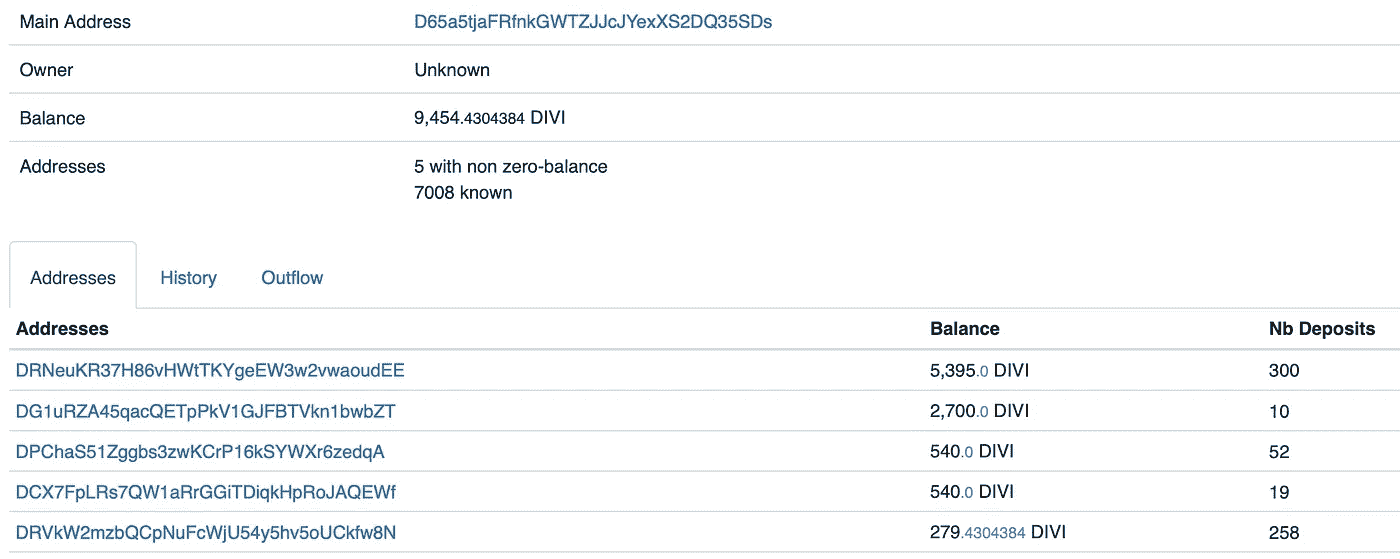 Main Address D65a5tjaFRfnkGWTZJJcJYexXS2DQ35SDs
Owner Unknown
Balance 9,454.4304384 DIVI
Addresses 5 with non zero-balance
7008 known
Addresses History Outflow
Addresses Balance Nb Deposits
DRNeuKR37H86vHWtTKYgeEW3w2vwaoudEE 5,395.0 DIVI 300
DG1uRZA45qacQETpPkV1GJFBTVkn1bwbZT 2,700.0 DIVI 10
DPChaS51Zggbs3zwKCrP16kSYWXr6zedqA 540.0 DIVI 52
DCX7FpLRs7QW1aRrGGiTDiqkHpRoJAQEWf 540.0 DIVI 19
DRVkW2mzbQCpNuFcWjU54y5hv5oUCkfw8N 279.4304384 DIVI 258